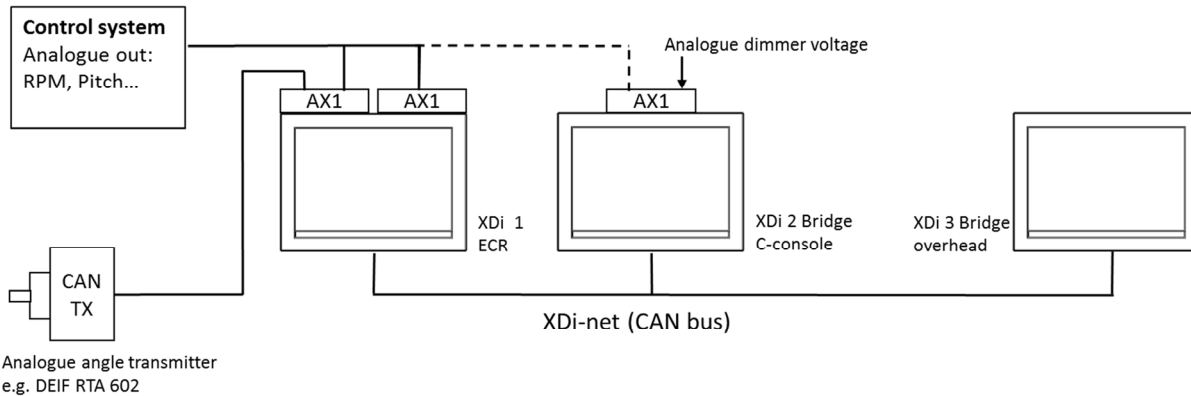 Control system
Analogue out:
RPM, Pitch...
Analogue dimmer voltage
AX1
AX1
AX1
XDi 1
ECR
XDi 2 Bridge
C-console
XDi 3 Bridge
overhead
CAN
TX
XDi-net (CAN bus)
Analogue angle transmitter
e.g. DEIF RTA 602